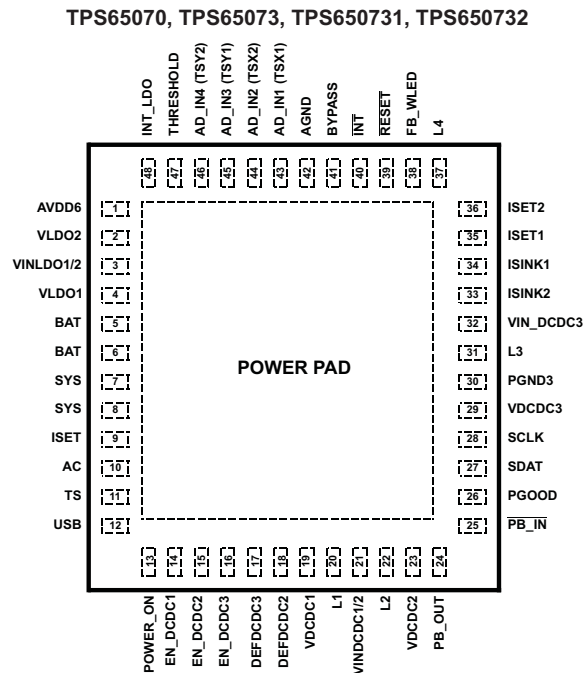 TPS65070, TPS65073, TPS650731, TPS650732
INT_LDO
THRESHOLD
AD_IN4 (TSY2)
AD_IN3 (TSY1)
AD_IN2 (TSX2)
AD_IN1 (TSX1)
AGND
BYPASS
INT
RESET
FB_WLED
L4
48 47 46 45 44 43 42 41 40 39 38 37
AVDD6 1
VLDO2 2
VINLDO1/2 3
VLDO1 4
BAT 5
BAT 6
SYS 7
SYS 8
ISET 9
AC 10
TS 11
USB 12
POWER PAD
36 ISET2
35 ISET1
34 ISINK1
33 ISINK2
32 VIN_DCDC3
31 L3
30 PGND3
29 VDCDC3
28 SCLK
27 SDAT
26 PGOOD
25 PB_IN
13 14 15 16 17 18 19 20 21 22 23 24
POWER_ON
EN_DCDC1
EN_DCDC2
EN_DCDC3
DEFDCDC3
DEFDCDC2
VDCDC1
L1
VINDCDC1/2
L2
VDCDC2
PB_OUT